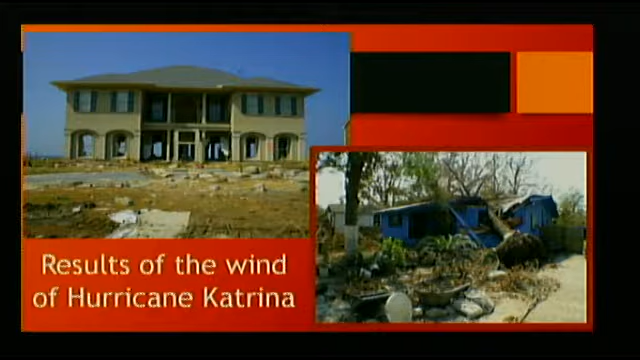 Results of the wind
of Hurricane Katrina